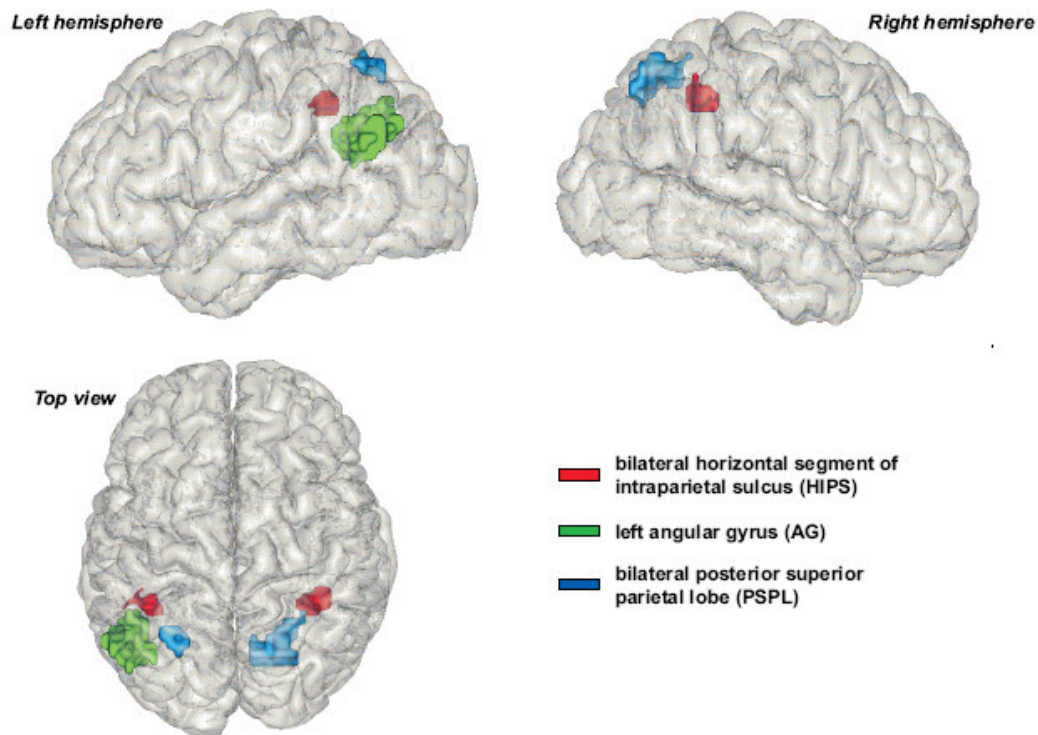 Left hemisphere
Right hemisphere
Top view
bilateral horizontal segment of
intraparietal sulcus (HIPS)
left angular gyrus (AG)
bilateral posterior superior
parietal lobe (PSPL)